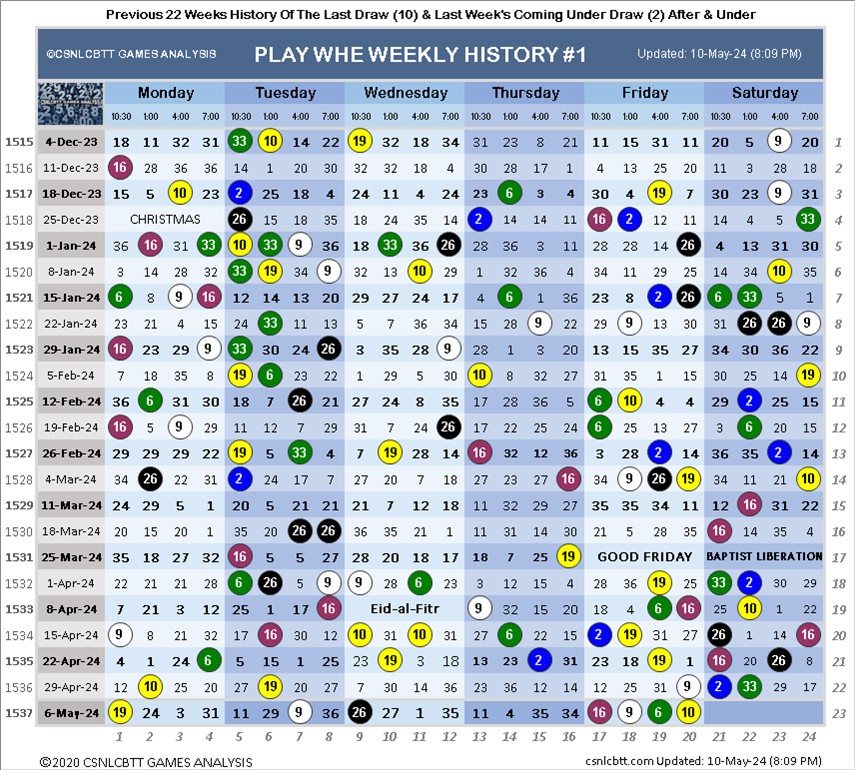 Previous 22 Weeks History Of The Last Draw (10) & Last Week's Coming Under Draw (2) After & Under
©CSNLCBTT GAMES ANALYSIS PLAY WHE WEEKLY HISTORY #1 Updated: 10-May-24 (8:09 PM)
Monday Tuesday Wednesday Thursday Friday Saturday
CSNLCBTT GAMES ANALYSIS
10:30 1:00 4:00 7:00 10:30 1:00 4:00 7:00 10:30 1:00 4:00 7:00 10:30 1:00 4:00 7:00 10:30 1:00 4:00 7:00 10:30 1:00 4:00 7:00
1515 4-Dec-23 18 11 32 31 33 10 14 22 19 32 18 34 31 23 8 21 11 15 31 11 20 5 9 20 1
1516 11-Dec-23 16 28 36 36 14 1 20 30 32 32 18 4 30 28 17 1 4 13 25 20 11 3 28 18 2
1517 18-Dec-23 15 5 10 23 2 25 18 4 24 11 4 24 23 14 3 4 30 4 19 7 30 23 9 31 3
1518 25-Dec-23 CHRISTMAS 26 15 18 35 18 24 35 14 2 14 14 11 16 2 12 11 14 4 5 33 4
1519 1-Jan-24 36 16 31 33 10 33 9 36 18 33 36 26 28 36 3 11 28 28 14 26 4 13 31 30 5
1520 8-Jan-24 3 14 28 32 33 19 34 9 12 33 10 29 1 32 36 4 34 11 29 25 14 34 10 35 6
1521 15-Jan-24 6 8 9 16 12 14 13 20 29 27 24 17 4 14 1 36 23 8 2 26 21 33 5 1 7
1522 22-Jan-24 23 21 4 15 24 33 11 13 5 7 36 34 15 28 9 22 29 9 13 30 31 26 26 9 8
1523 29-Jan-24 16 23 29 9 33 30 24 26 3 35 28 9 28 1 3 20 13 15 35 27 34 30 36 22 9
1524 5-Feb-24 7 18 35 8 19 6 23 22 1 29 5 30 10 8 32 27 31 35 1 15 30 25 14 19 10
1525 12-Feb-24 36 6 31 30 18 7 26 21 27 24 8 35 17 28 36 5 6 10 4 4 29 2 25 15 11
1526 19-Feb-24 16 5 9 29 11 12 7 29 31 32 7 26 17 22 25 24 6 25 13 27 3 6 20 15 12
1527 26-Feb-24 29 29 29 22 19 5 33 4 7 19 28 14 16 32 12 36 3 28 2 14 36 35 2 14 13
1528 4-Mar-24 34 26 22 31 2 24 17 7 20 14 11 34 27 23 27 16 34 9 26 19 34 11 21 10 14
1529 11-Mar-24 24 29 5 1 20 5 21 21 21 7 12 18 11 32 29 27 35 35 34 11 12 16 31 22 15
1530 18-Mar-24 20 15 20 1 35 20 26 26 36 35 21 1 11 31 14 30 21 5 28 35 16 14 35 4 16
1531 25-Mar-24 35 18 27 32 16 5 5 27 28 20 18 17 18 7 25 19 GOOD FRIDAY BAPTIST LIBERATION 17
1532 1-Apr-24 22 21 21 28 6 26 5 9 9 28 6 23 3 12 15 4 28 36 19 25 33 2 30 29 18
1533 8-Apr-24 7 21 3 12 25 1 17 16 Eid-al-Fitr 9 32 15 20 18 4 6 16 25 10 1 22 19
1534 15-Apr-24 9 8 21 35 17 16 30 12 10 31 10 31 27 14 22 15 2 19 31 27 26 1 14 16 20
1535 22-Apr-24 4 1 24 6 5 15 1 25 23 19 3 18 13 23 2 31 23 18 19 1 16 20 26 8 21
1536 29-Apr-24 12 10 25 20 27 19 20 27 7 30 14 36 23 36 12 14 12 25 31 9 2 33 29 17 22
1537 6-May-24 19 24 3 31 11 29 9 36 26 27 1 35 11 4 35 34 16 9 6 10 23
1 2 3 4 5 6 7 8 9 10 11 12 13 14 15 16 17 18 19 20 21 22 23 24
©2020 CSNLCBTT GAMES ANALYSIS csnlcbtt.com Updated: 10-May-24 (8:09 PM)